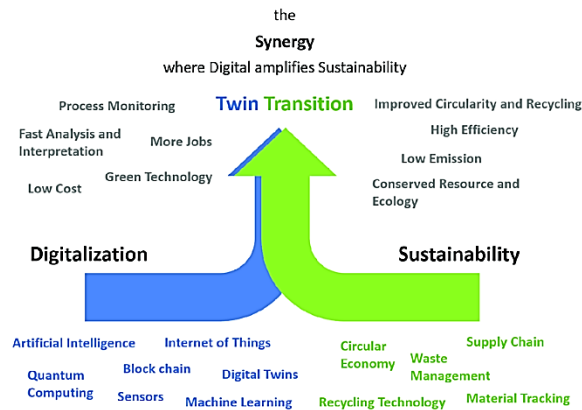 the
Synergy
where Digital amplifies Sustainability
Twin Transition
Process Monitoring
Fast Analysis and
Interpretation
More Jobs
Green Technology
Low Cost
Improved Circularity and Recycling
High Efficiency
Low Emission
Conserved Resource and
Ecology
Digitalization
Sustainability
Artificial Intelligence
Internet of Things
Quantum
Computing
Block chain
Digital Twins
Sensors
Machine Learning
Circular
Economy
Supply Chain
Waste
Management
Recycling Technology
Material Tracking